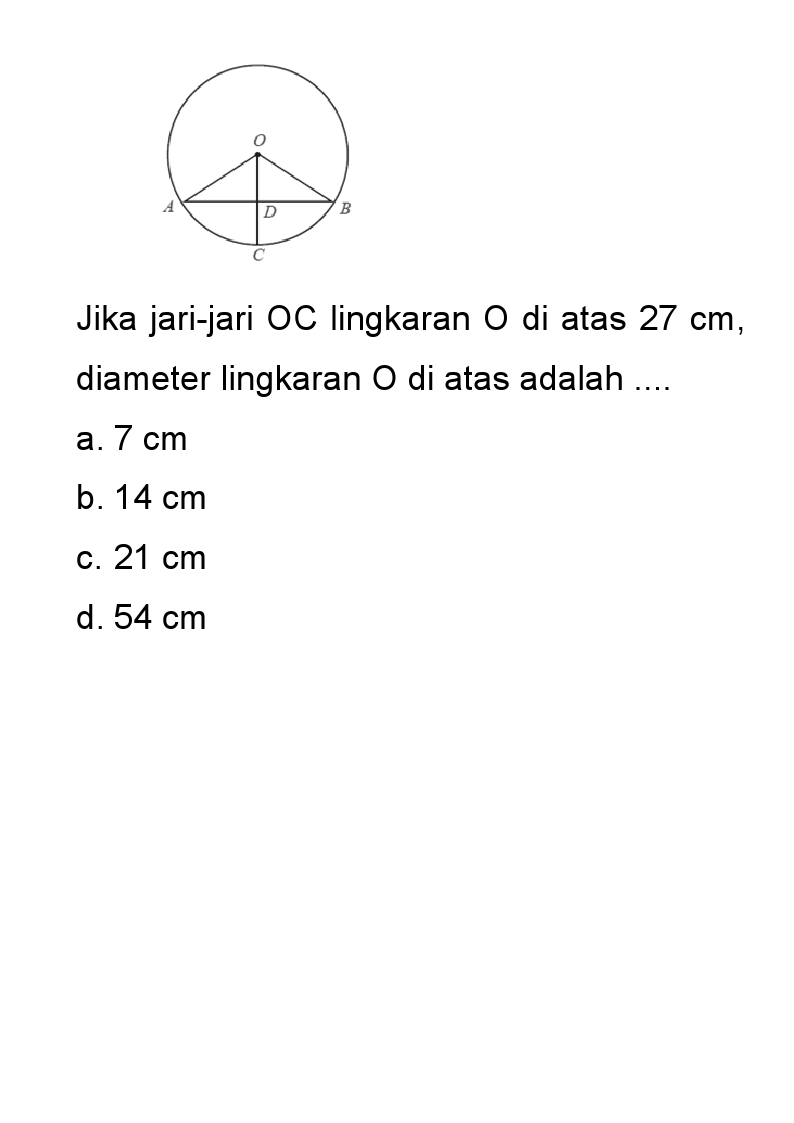 O
A
D
B
C
Jika jari-jari OC lingkaran O di atas 27 cm,
diameter lingkaran O di atas adalah ....
a. 7 cm
b. 14 cm
c. 21 cm
d. 54 cm